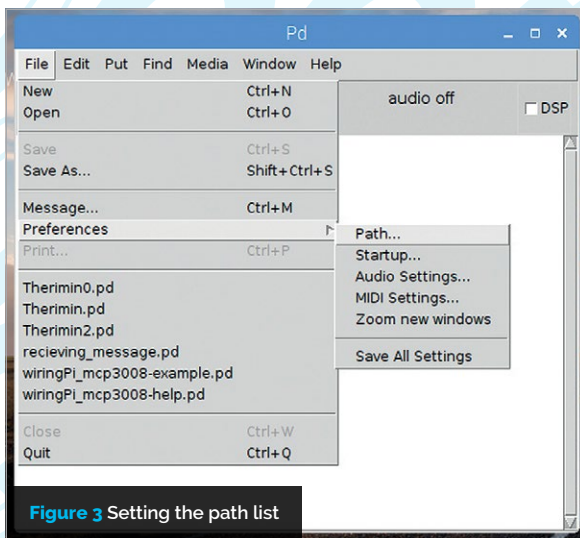 Pd
File Edit Put Find Media Window Help
New Ctrl+N
Open Ctrl+O
audio off
DSP
Save Ctrl+S
Save As... Shift+Ctrl+S
Message... Ctrl+M
Preferences
Print... Ctrl+P
Path...
Startup...
Audio Settings...
MIDI Settings...
Zoom new windows
Save All Settings
Therimin0.pd
Therimin.pd
Therimin2.pd
recieving_message.pd
wiringPi_mcp3008-example.pd
wiringPi_mcp3008-help.pd
Close Ctrl+W
Quit Ctrl+Q
Figure 3 Setting the path list